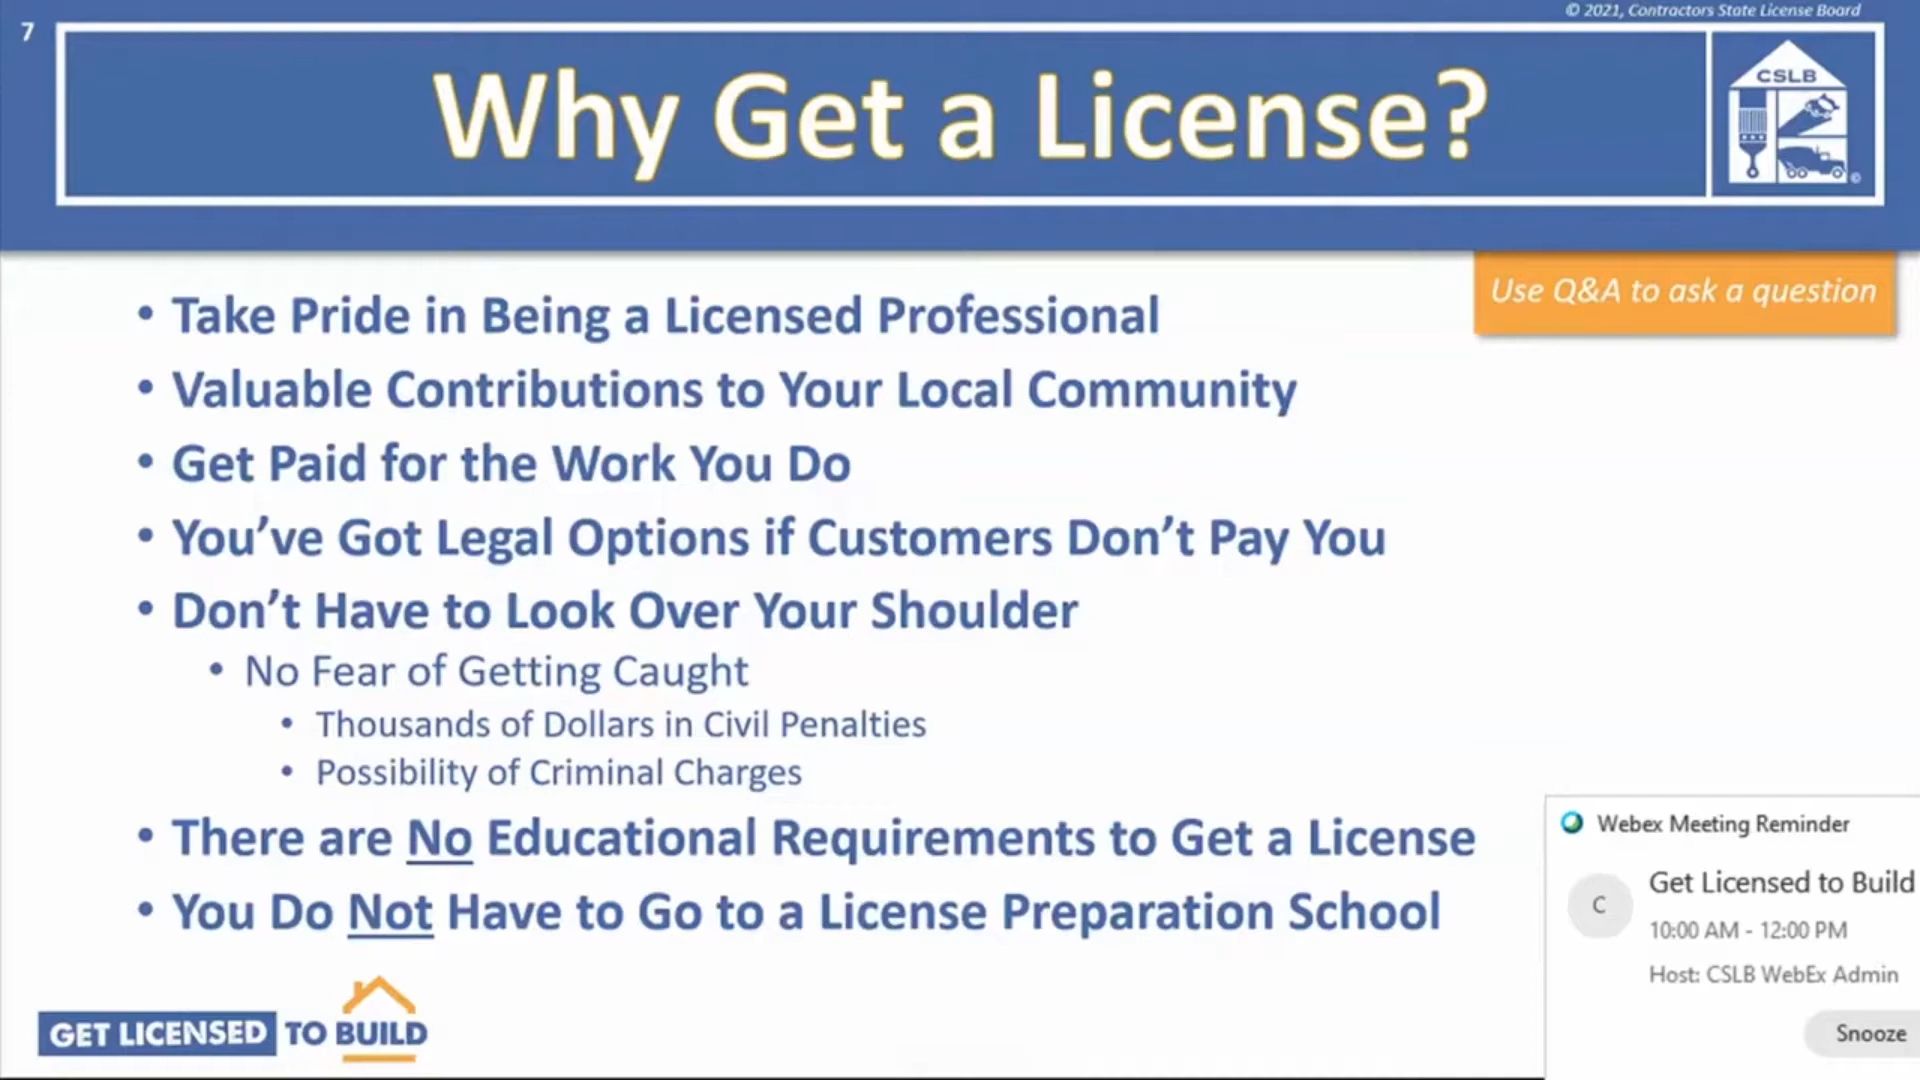 © 2021, Contractors State License Board
7
Why Get a License?
CSLB
©
Use Q&A to ask a question
• Take Pride in Being a Licensed Professional
• Valuable Contributions to Your Local Community
• Get Paid for the Work You Do
• You’ve Got Legal Options if Customers Don’t Pay You
• Don’t Have to Look Over Your Shoulder
• No Fear of Getting Caught
• Thousands of Dollars in Civil Penalties
• Possibility of Criminal Charges
• There are No Educational Requirements to Get a License
• You Do Not Have to Go to a License Preparation School
GET LICENSED TO BUILD
Webex Meeting Reminder
C
Get Licensed to Build
10:00 AM - 12:00 PM
Host: CSLB WebEx Admin
Snooze